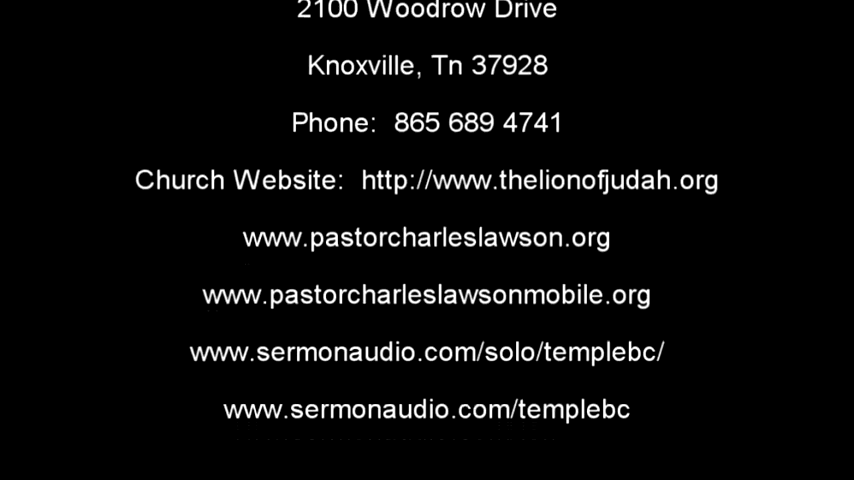 2100 Woodrow Drive
Knoxville, Tn 37928
Phone:  865 689 4741
Church Website:  http://www.thelionofjudah.org
www.pastorcharleslawson.org
www.pastorcharleslawsonmobile.org
www.sermonaudio.com/solo/templebc/
www.sermonaudio.com/templebc